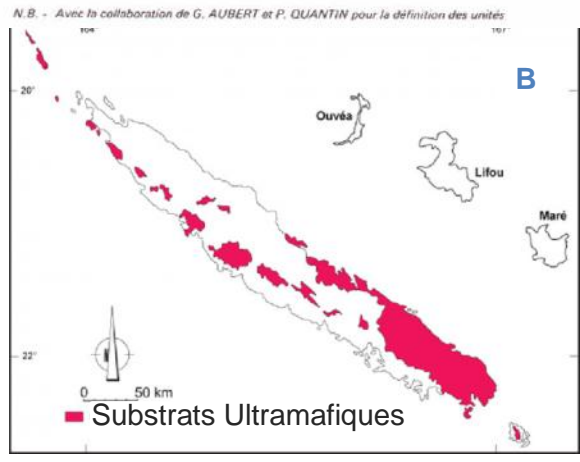 N.B. - Avec la collaboration de G. AUBERT et P. QUANTIN pour la définition des unités
164° 167°
20° B
Ouvéa
Lifou
Maré
22°
0 50 km
Substrats Ultramafiques